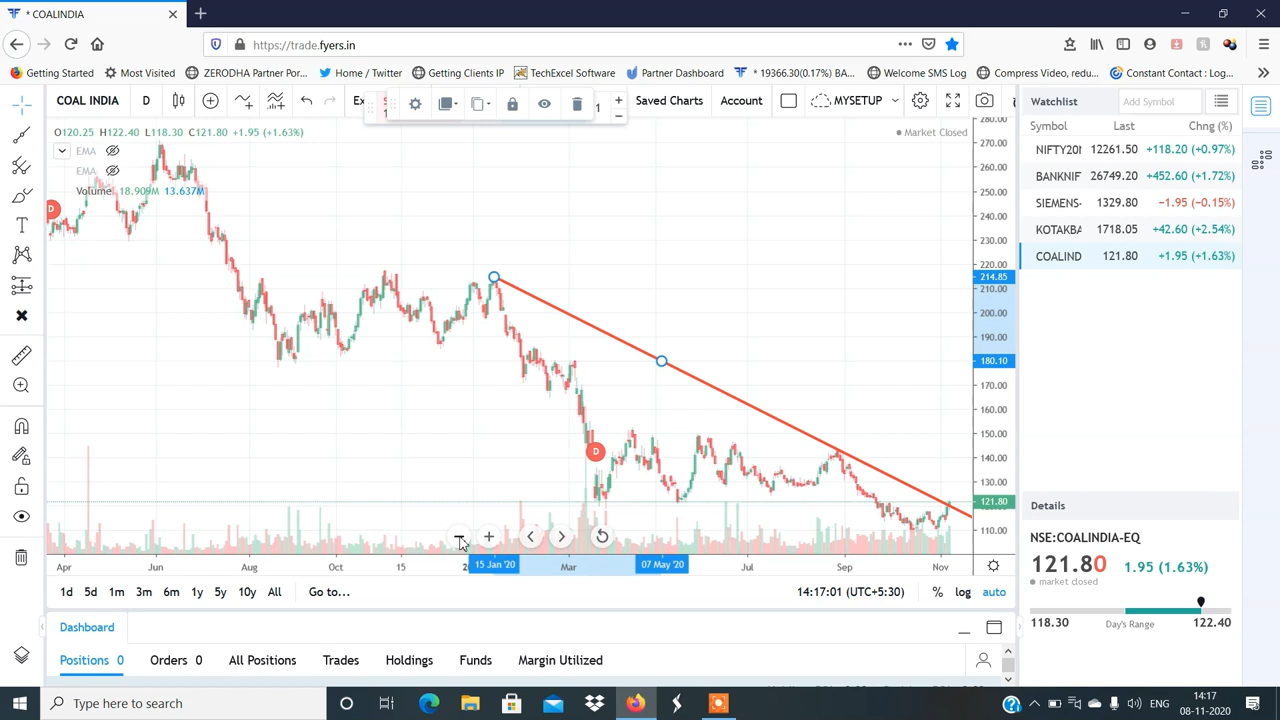 * COALINDIA
https://trade.fyers.in
Getting Started
Most Visited
ZERODHA Partner Por...
Home / Twitter
Getting Clients IP
TechExcel Software
Partner Dashboard
* 19366.30(0.17%) BA...
Welcome SMS Log
Compress Video, redu...
Constant Contact : Log...
COAL INDIA
D
Ex
1
Saved Charts
Account
MYSETUP
O120.25 H122.40 L118.30 C121.80 +1.95 (+1.63%)
Market Closed
EMA
EMA
Volume 18.909M 13.637M
D
D
280.00
270.00
260.00
250.00
240.00
230.00
220.00
214.85
210.00
200.00
190.00
180.10
170.00
160.00
150.00
140.00
130.00
121.80
110.00
Apr
Jun
Aug
Oct
15
15 Jan '20
Mar
07 May '20
Jul
Sep
Nov
1d
5d
1m
3m
6m
1y
5y
10y
All
Go to...
14:17:01 (UTC+5:30)
%
log
auto
Dashboard
Positions 0
Orders 0
All Positions
Trades
Holdings
Funds
Margin Utilized
Watchlist
Add Symbol
Symbol Last Chng (%)
NIFTY20 12261.50 +118.20 (+0.97%)
BANKNIF 26749.20 +452.60 (+1.72%)
SIEMENS- 1329.80 −1.95 (−0.15%)
KOTAKBA 1718.05 +42.60 (+2.54%)
COALIND 121.80 +1.95 (+1.63%)
Details
NSE:COALINDIA-EQ
121.80 1.95 (1.63%)
market closed
118.30 Day's Range 122.40
Type here to search
ENG
14:17
08-11-2020